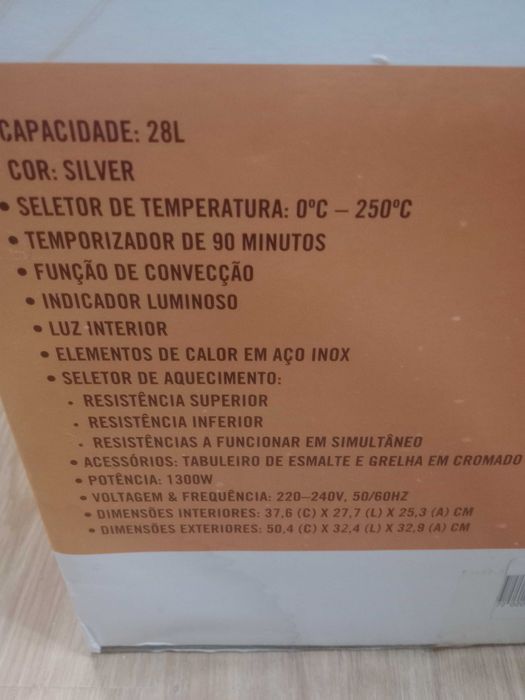 CAPACIDADE: 28L
COR: SILVER
• SELETOR DE TEMPERATURA: 0ºC – 250ºC
• TEMPORIZADOR DE 90 MINUTOS
• FUNÇÃO DE CONVECÇÃO
• INDICADOR LUMINOSO
• LUZ INTERIOR
• ELEMENTOS DE CALOR EM AÇO INOX
• SELETOR DE AQUECIMENTO:
• RESISTÊNCIA SUPERIOR
• RESISTÊNCIA INFERIOR
• RESISTÊNCIAS A FUNCIONAR EM SIMULTÂNEO
• ACESSÓRIOS: TABULEIRO DE ESMALTE E GRELHA EM CROMADO
• POTÊNCIA: 1300W
• VOLTAGEM & FREQUÊNCIA: 220–240V, 50/60HZ
• DIMENSÕES INTERIORES: 37,6 (C) X 27,7 (L) X 25,3 (A) CM
• DIMENSÕES EXTERIORES: 50,4 (C) X 32,4 (L) X 32,9 (A) CM